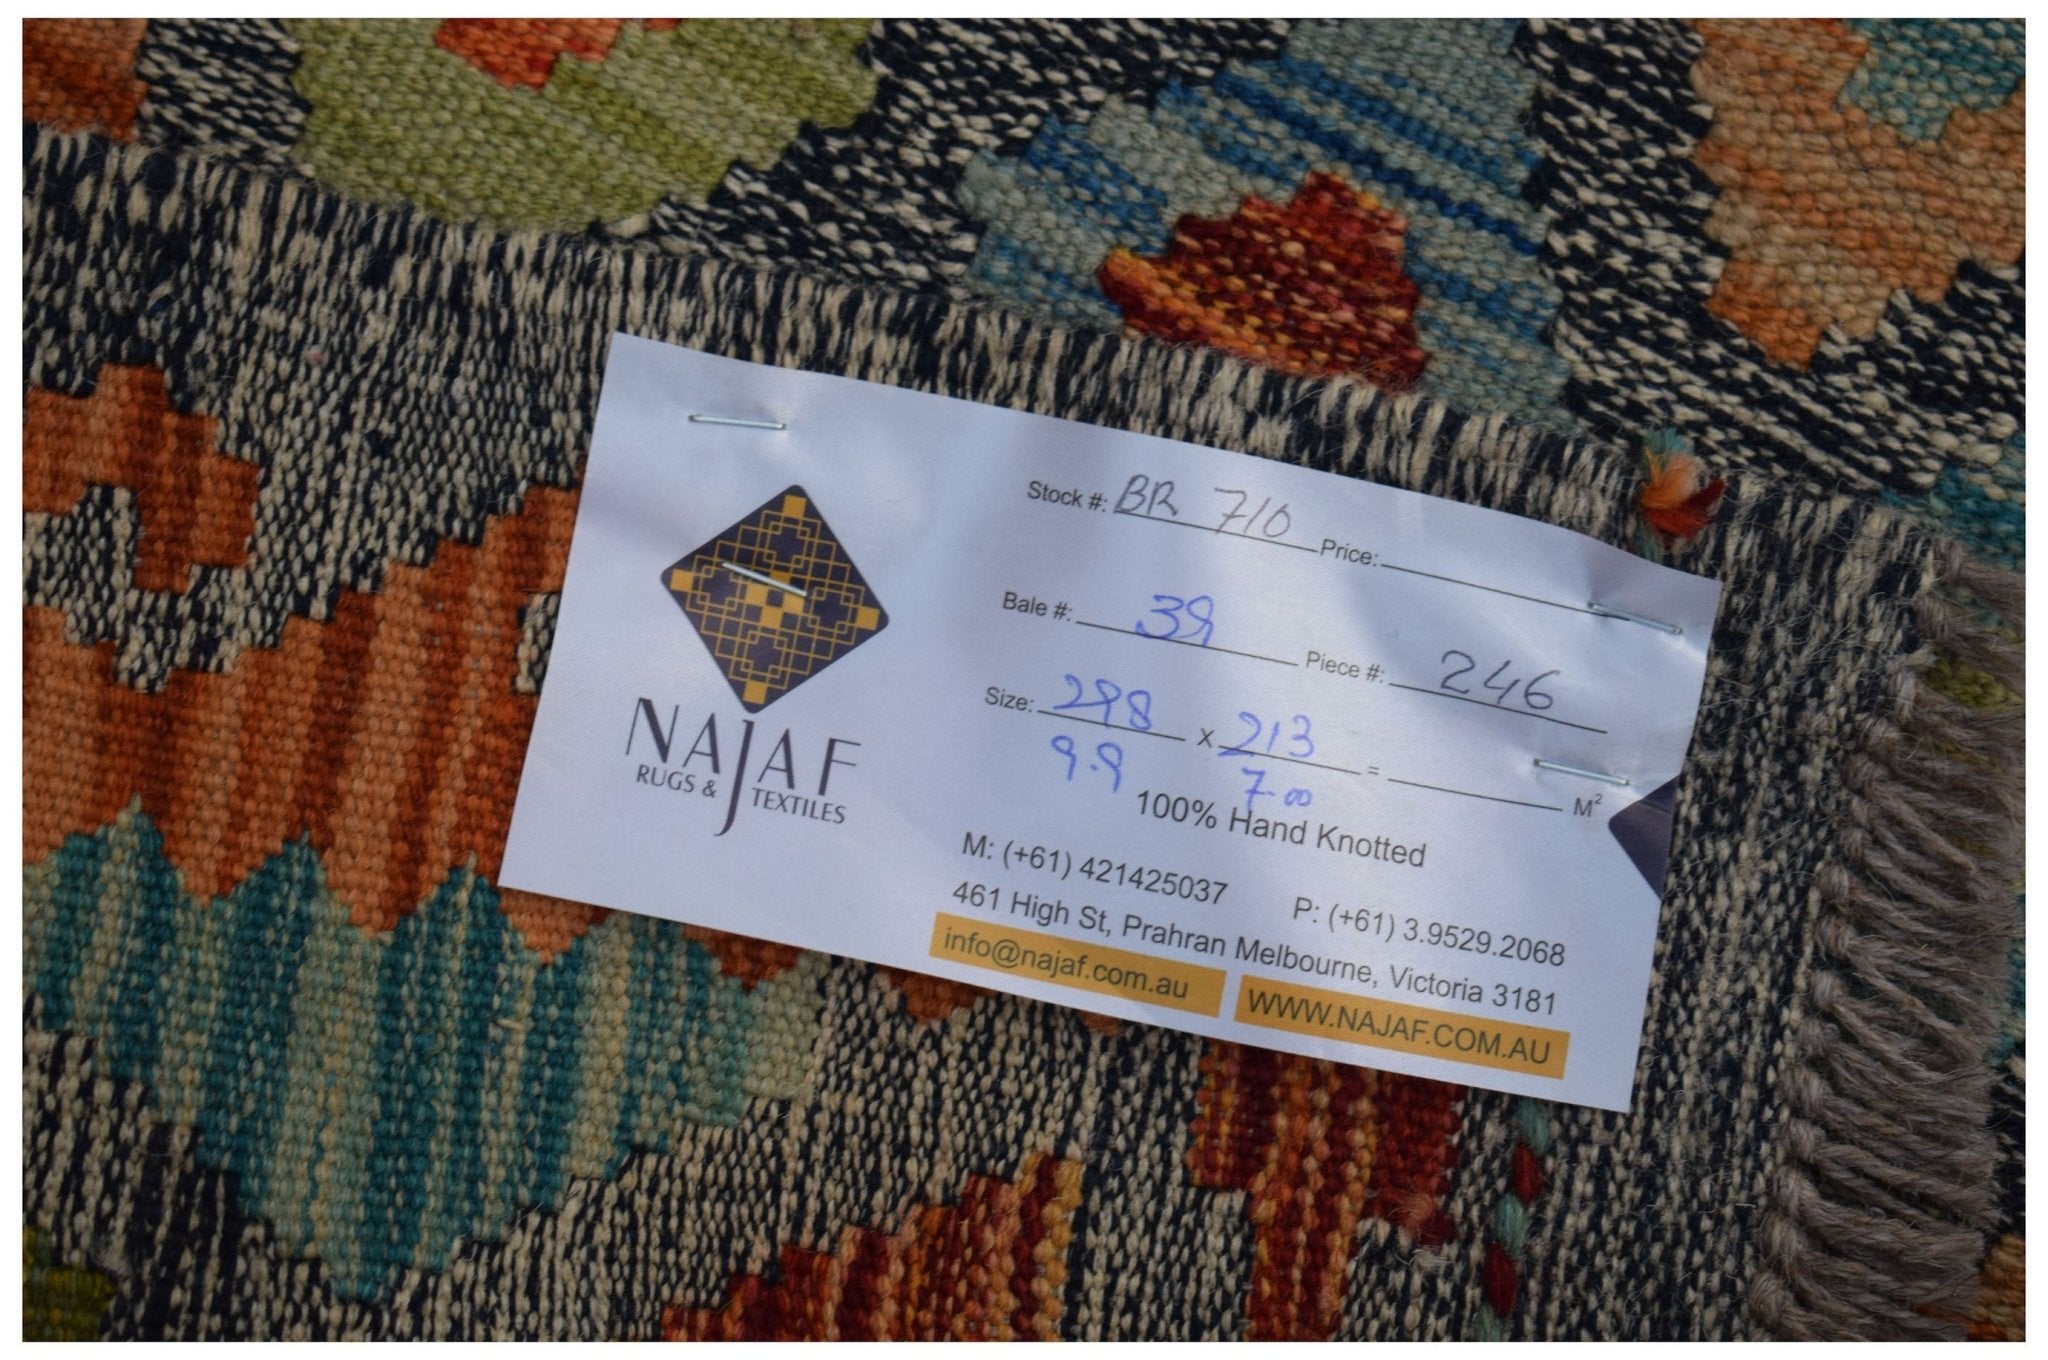 NAJAF
RUGS & TEXTILES
Stock #: BR 710 Price:
Bale #: 39 Piece #: 246
Size: 298 x 213 = M²
9.9 7.00
100% Hand Knotted
M: (+61) 421425037 P: (+61) 3.9529.2068
461 High St, Prahran Melbourne, Victoria 3181
info@najaf.com.au WWW.NAJAF.COM.AU